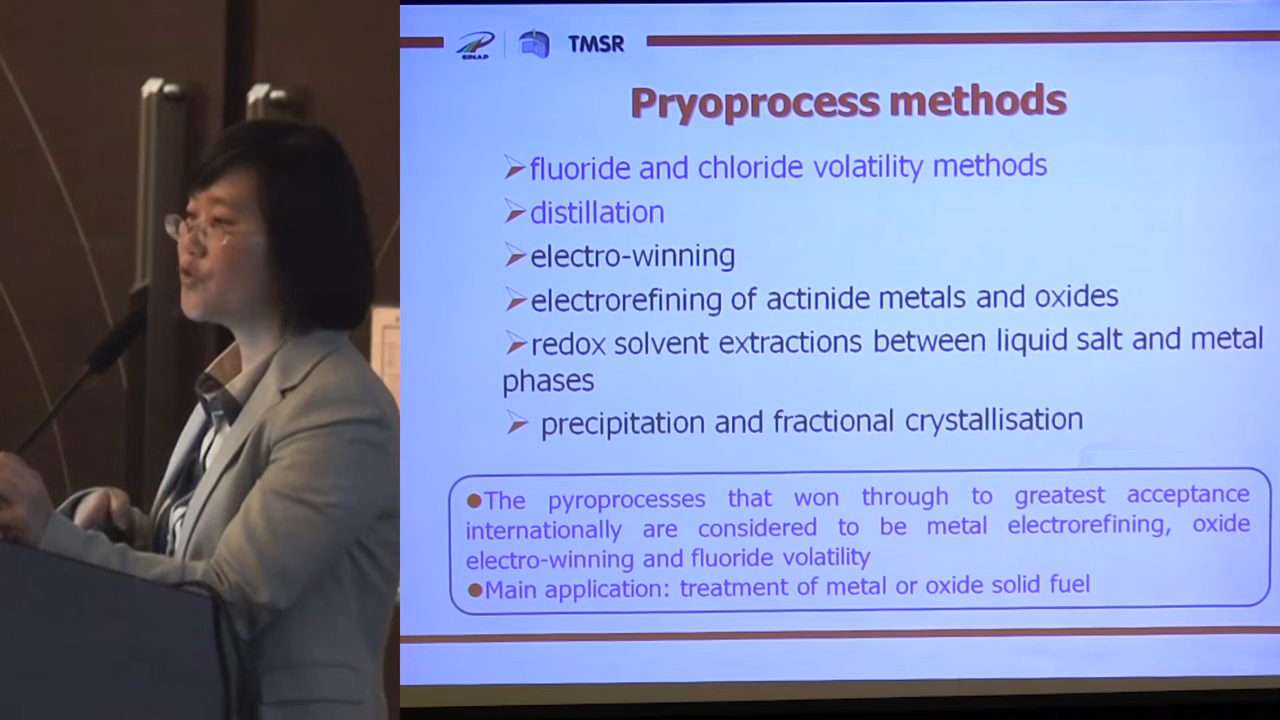 SINAP
TMSR
Pryoprocess methods
fluoride and chloride volatility methods
distillation
electro-winning
electrorefining of actinide metals and oxides
redox solvent extractions between liquid salt and metal
phases
precipitation and fractional crystallisation
The pyroprocesses that won through to greatest acceptance
internationally are considered to be metal electrorefining, oxide
electro-winning and fluoride volatility
Main application: treatment of metal or oxide solid fuel